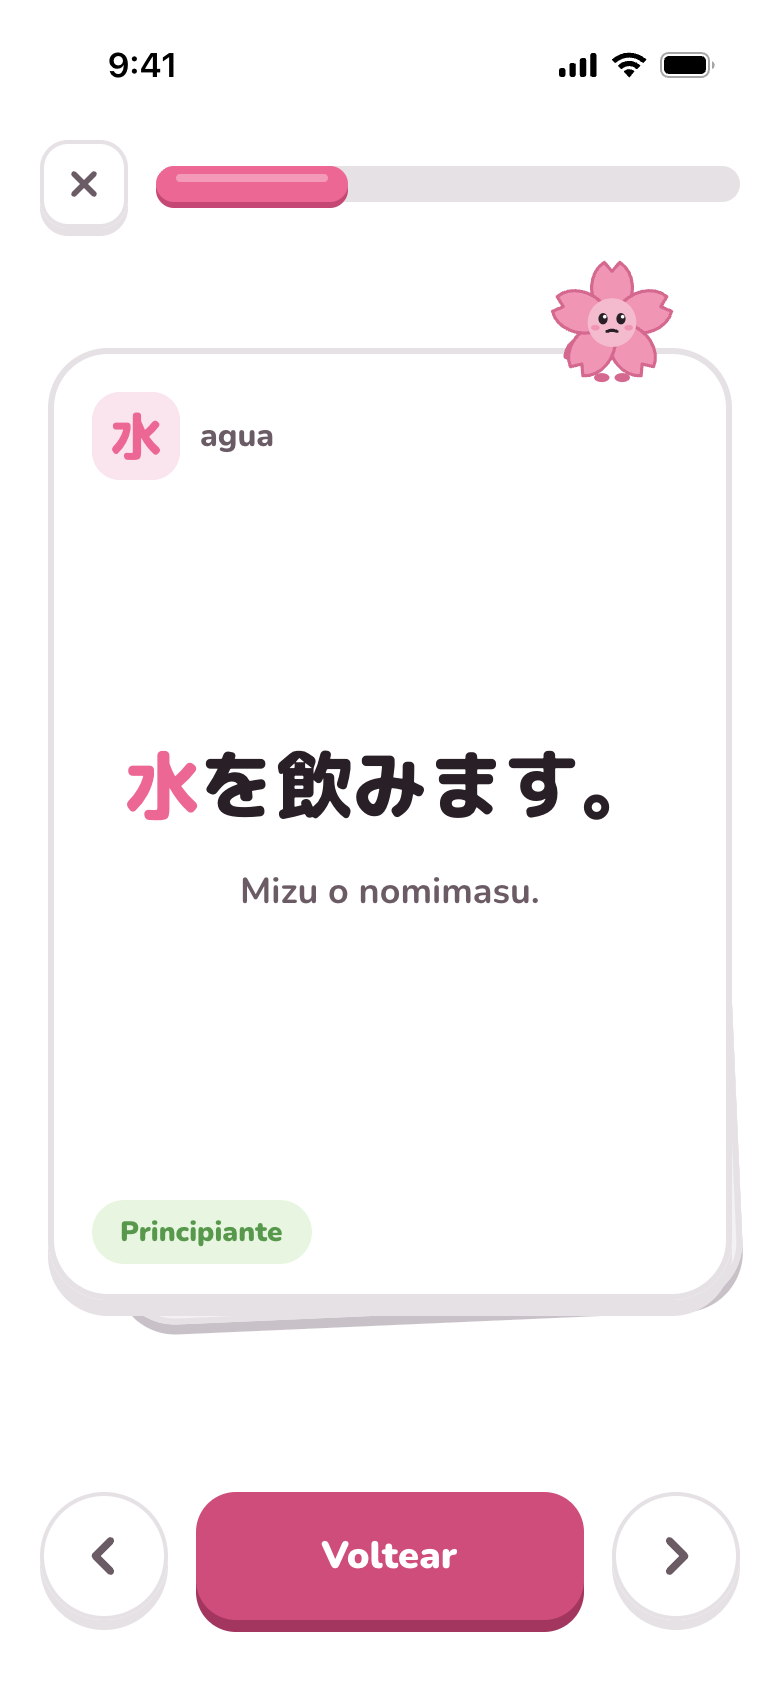 9:41
水 agua
水を飲みます。
Mizu o nomimasu.
Principiante
Voltear